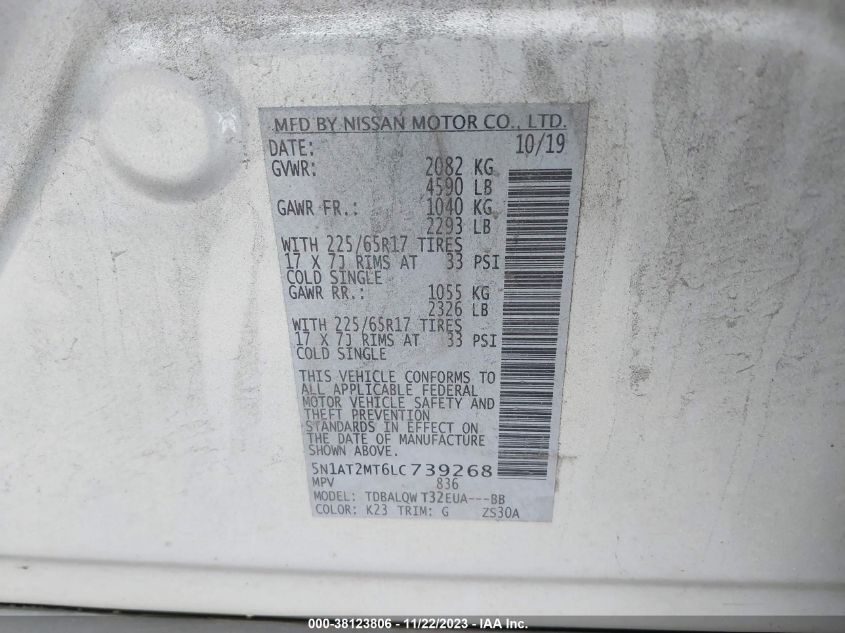 MFD BY NISSAN MOTOR CO., LTD.
DATE: 10/19
GVWR: 2082 KG
4590 LB
GAWR FR.: 1040 KG
2293 LB
WITH 225/65R17 TIRES
17 X 7J RIMS AT 33 PSI
COLD SINGLE
GAWR RR.: 1055 KG
2326 LB
WITH 225/65R17 TIRES
17 X 7J RIMS AT 33 PSI
COLD SINGLE
THIS VEHICLE CONFORMS TO
ALL APPLICABLE FEDERAL
MOTOR VEHICLE SAFETY AND
THEFT PREVENTION
STANDARDS IN EFFECT ON
THE DATE OF MANUFACTURE
SHOWN ABOVE.
5N1AT2MT6LC739268
MPV 836
MODEL: TDBALQW T32EUA---BB
COLOR: K23 TRIM: G ZS30A
000-38123806 - 11/22/2023 - IAA Inc.